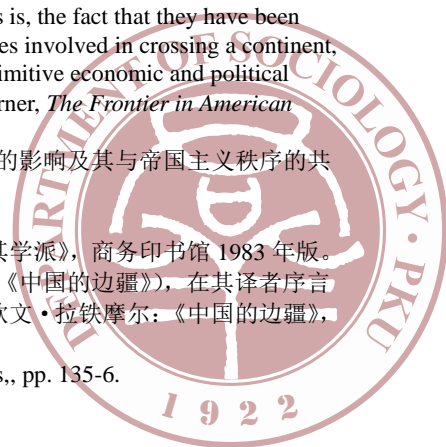 s is, the fact that they have been
es involved in crossing a continent,
imitive economic and political
rner, The Frontier in American
的影响及其与帝国主义秩序的共
其学派》，商务印书馆 1983 年版。
《中国的边疆》），在其译者序言
欧文•拉铁摩尔：《中国的边疆》，
s,, pp. 135-6.
DEPARTMENT OF SOCIOLOGY · PKU
1922